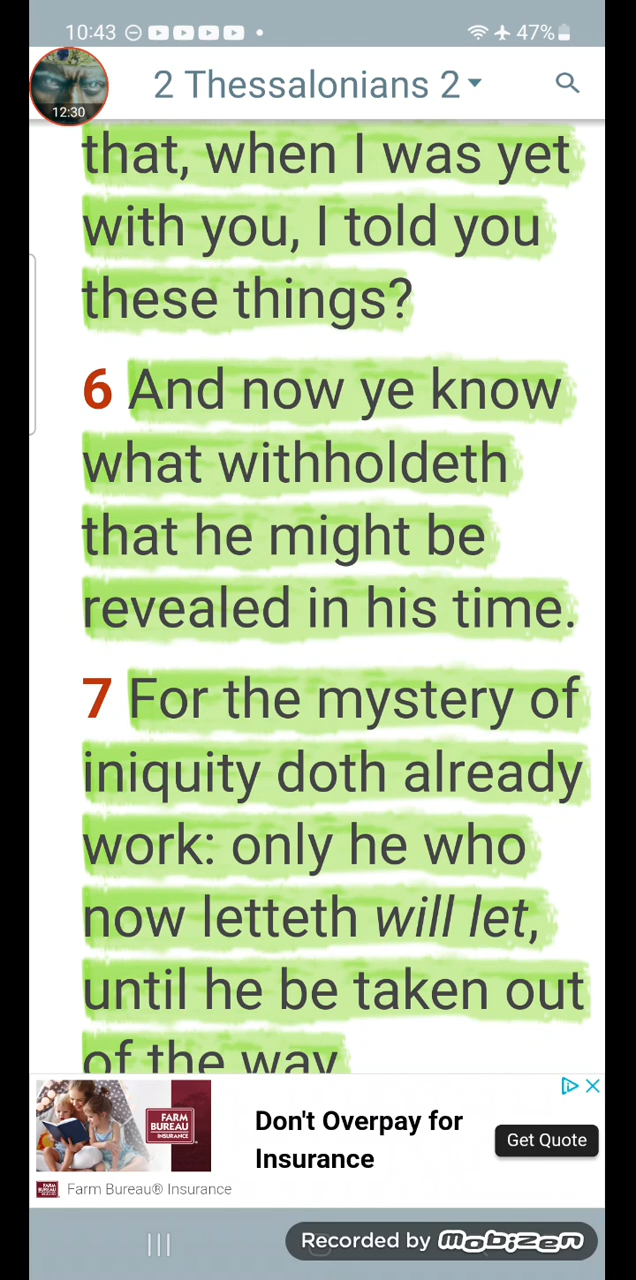 10:43
47%
12:30
2 Thessalonians 2
that, when I was yet
with you, I told you
these things?
6 And now ye know
what withholdeth
that he might be
revealed in his time.
7 For the mystery of
iniquity doth already
work: only he who
now letteth will let,
until he be taken out
of the way
FARM
BUREAU
INSURANCE
Don't Overpay for
Insurance
Get Quote
Farm Bureau® Insurance
Recorded by mobizen